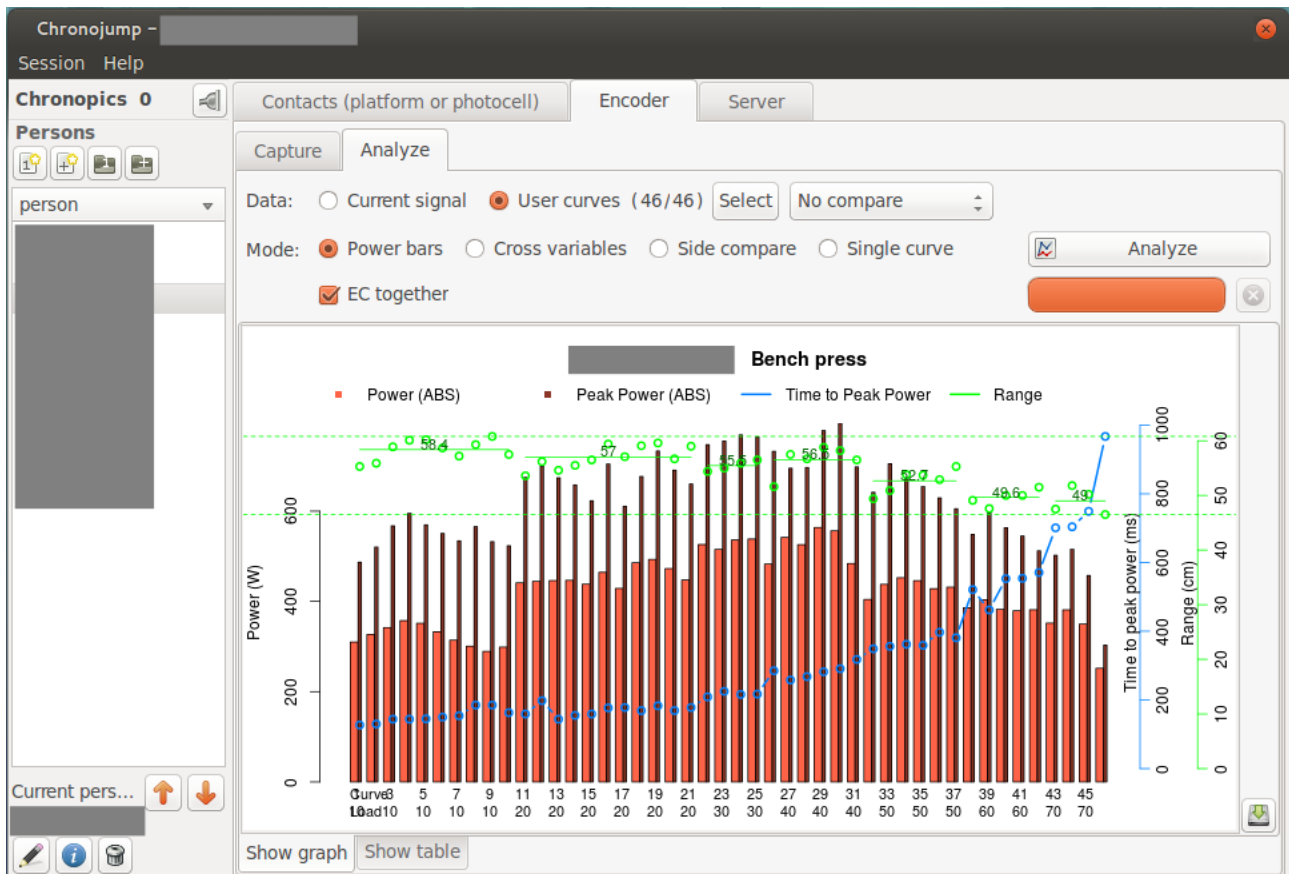 Chronojump –
Session Help
Chronopics 0
Persons
person
Current pers...
Contacts (platform or photocell) Encoder Server
Capture Analyze
Data: Current signal User curves (46/46) Select No compare
Mode: Power bars Cross variables Side compare Single curve Analyze
EC together
Bench press
Power (ABS) Peak Power (ABS) Time to Peak Power Range
58.4 57 55.5 56.5 52.7 49.6 49
Power (W)
0 200 400 600
Time to peak power (ms)
0 200 400 600 800 1000
Range (cm)
0 10 20 30 40 50 60
Curve 1 3 5 7 9 11 13 15 17 19 21 23 25 27 29 31 33 35 37 39 41 43 45
Load 10 10 10 10 10 20 20 20 20 20 20 30 30 40 40 40 50 50 50 60 60 70 70
Show graph Show table